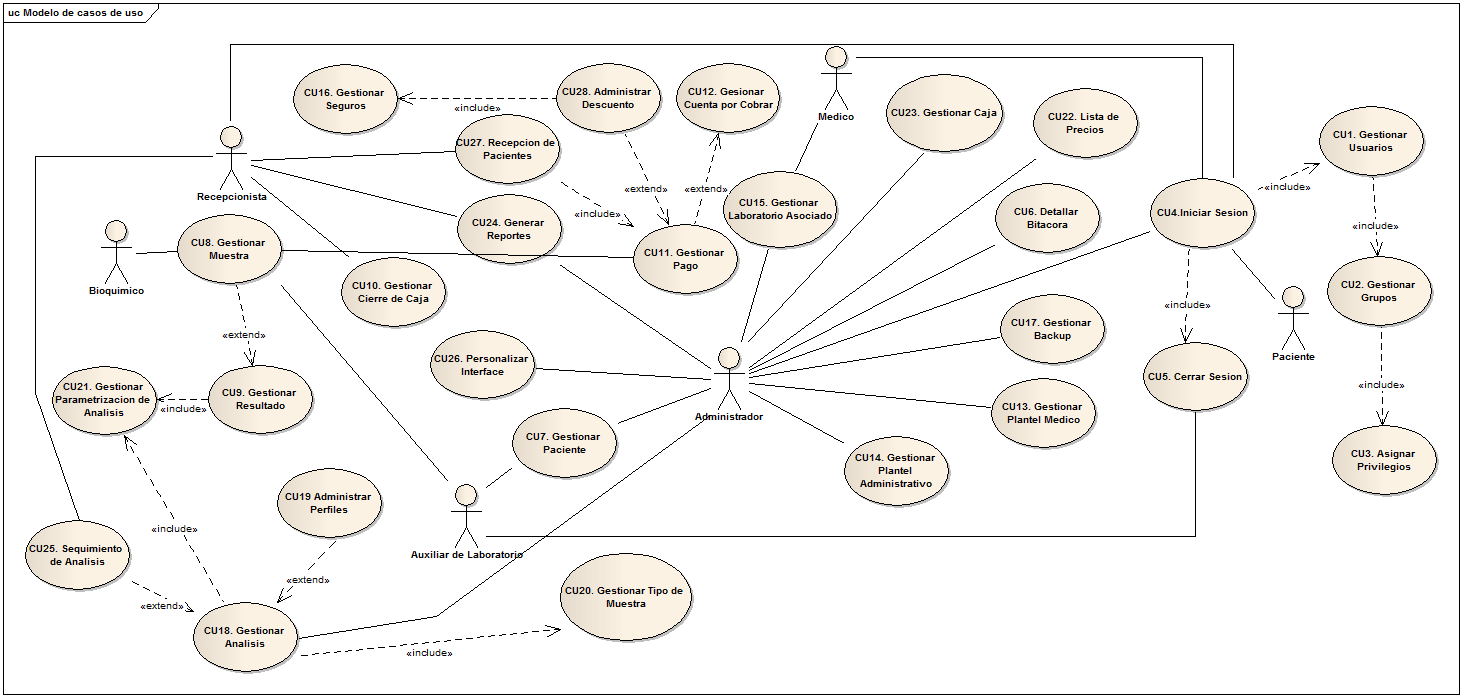 uc Modelo de casos de uso
CU16. Gestionar
Seguros
«include»
CU28. Administrar
Descuento
CU12. Gesionar
Cuenta por Cobrar
Medico
CU23. Gestionar Caja
CU22. Lista de
Precios
CU1. Gestionar
Usuarios
Recepcionista
CU27. Recepcion de
Pacientes
«extend»
«extend»
«include»
CU15. Gestionar
Laboratorio Asociado
CU6. Detallar
Bitacora
CU4.Iniciar Sesion
«include»
«include»
Bioquimico
CU8. Gestionar
Muestra
CU24. Generar
Reportes
CU11. Gestionar
Pago
CU10. Gestionar
Cierre de Caja
CU2. Gestionar
Grupos
«include»
Paciente
«extend»
CU26. Personalizar
Interface
Administrador
CU17. Gestionar
Backup
CU5. Cerrar Sesion
«include»
CU21. Gestionar
Parametrizacion de
Analisis
«include»
CU9. Gestionar
Resultado
CU7. Gestionar
Paciente
CU13. Gestionar
Plantel Medico
CU14. Gestionar
Plantel
Administrativo
CU3. Asignar
Privilegios
CU19 Administrar
Perfiles
«include»
Auxiliar de Laboratorio
CU25. Sequimiento
de Analisis
«extend»
«extend»
CU18. Gestionar
Analisis
«include»
CU20. Gestionar Tipo de
Muestra